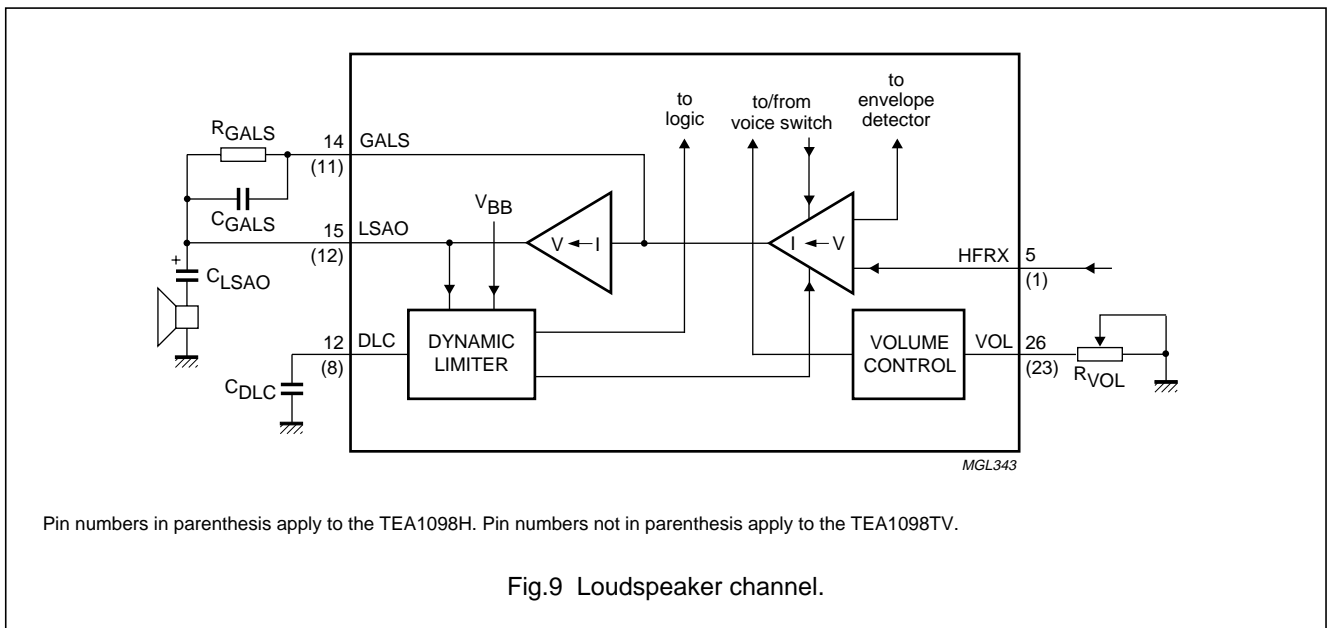 to
logic
to/from
voice switch
to
envelope
detector
RGALS
14
(11)
GALS
CGALS
VBB
15
(12)
LSAO
V ← I
I ← V
HFRX
5
(1)
+
CLSAO
12
(8)
DLC
DYNAMIC
LIMITER
VOLUME
CONTROL
VOL
26
(23)
RVOL
CDLC
MGL343
Pin numbers in parenthesis apply to the TEA1098H. Pin numbers not in parenthesis apply to the TEA1098TV.
Fig.9 Loudspeaker channel.